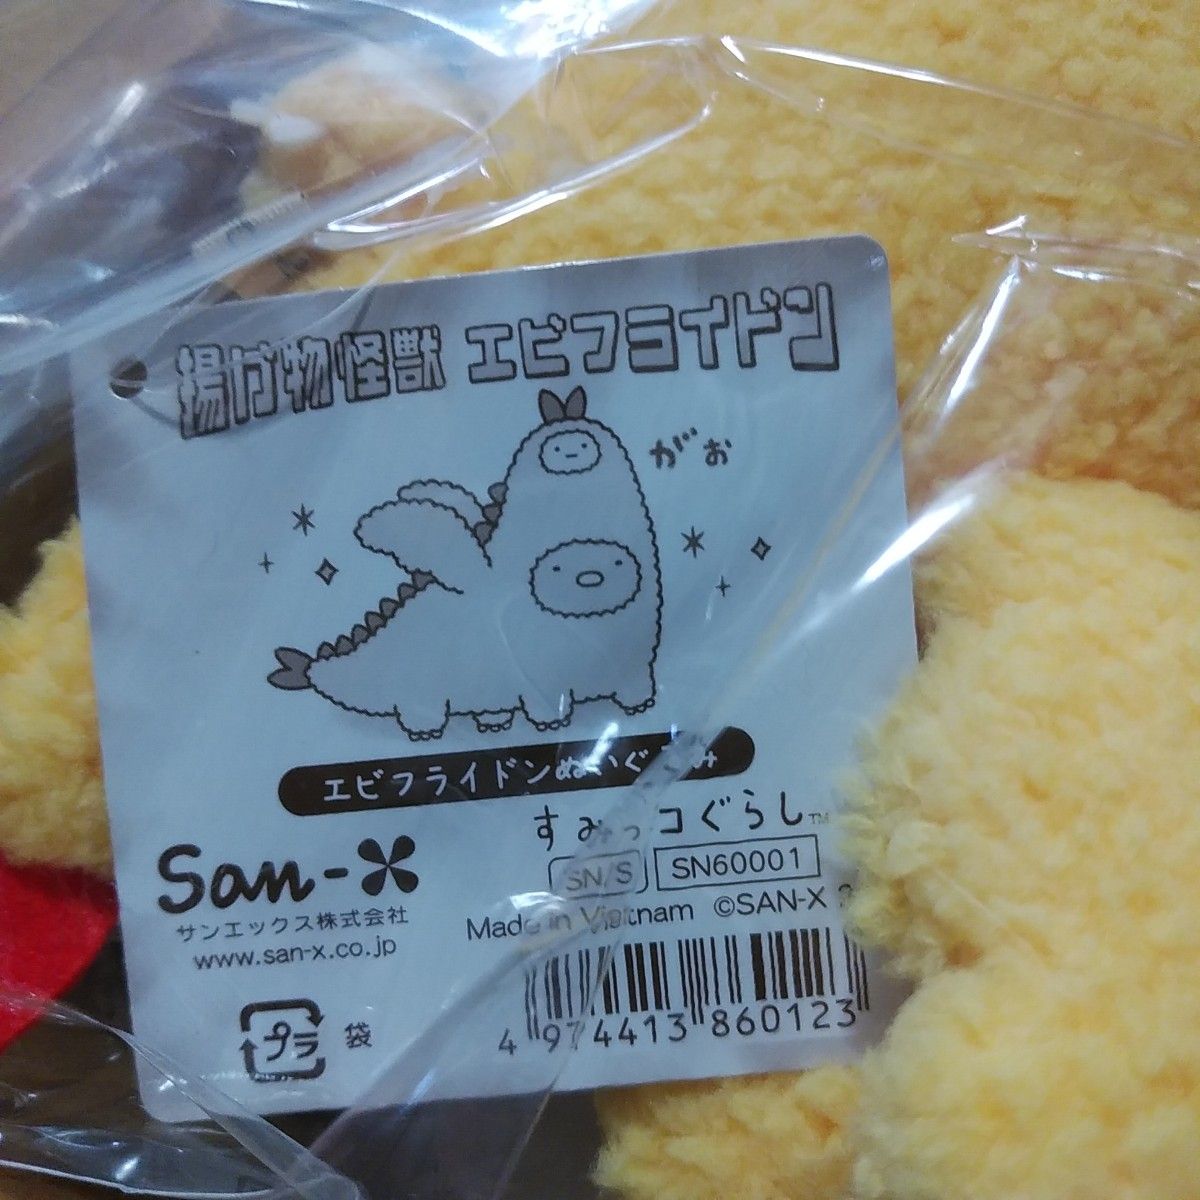 揚げ物怪獣 エビフライドン
がお
エビフライドンぬいぐるみ
すみっコぐらし™
San-X
SN/S SN60001
サンエックス株式会社
Made in Vietnam ©SAN-X
www.san-x.co.jp
プラ 袋
4 974413 860123